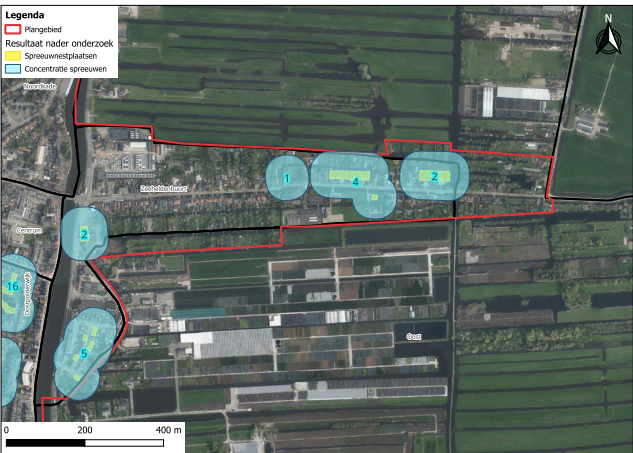 Legenda
Plangebied
Resultaat nader onderzoek
Spreeuwnestplaatsen
Concentratie spreeuwen
N
Noordkade
Zeeheldenbuurt
1
4
2
2
Centrum
16
5
Oost
0 200 400 m